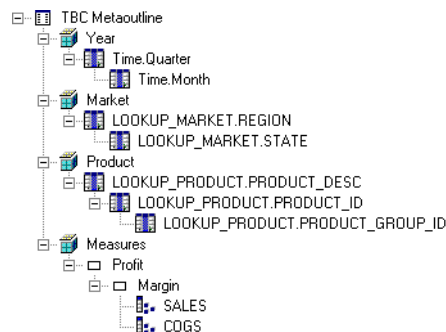 TBC Metaoutline
Year
Time.Quarter
Time.Month
Market
LOOKUP_MARKET.REGION
LOOKUP_MARKET.STATE
Product
LOOKUP_PRODUCT.PRODUCT_DESC
LOOKUP_PRODUCT.PRODUCT_ID
LOOKUP_PRODUCT.PRODUCT_GROUP_ID
Measures
Profit
Margin
SALES
COGS